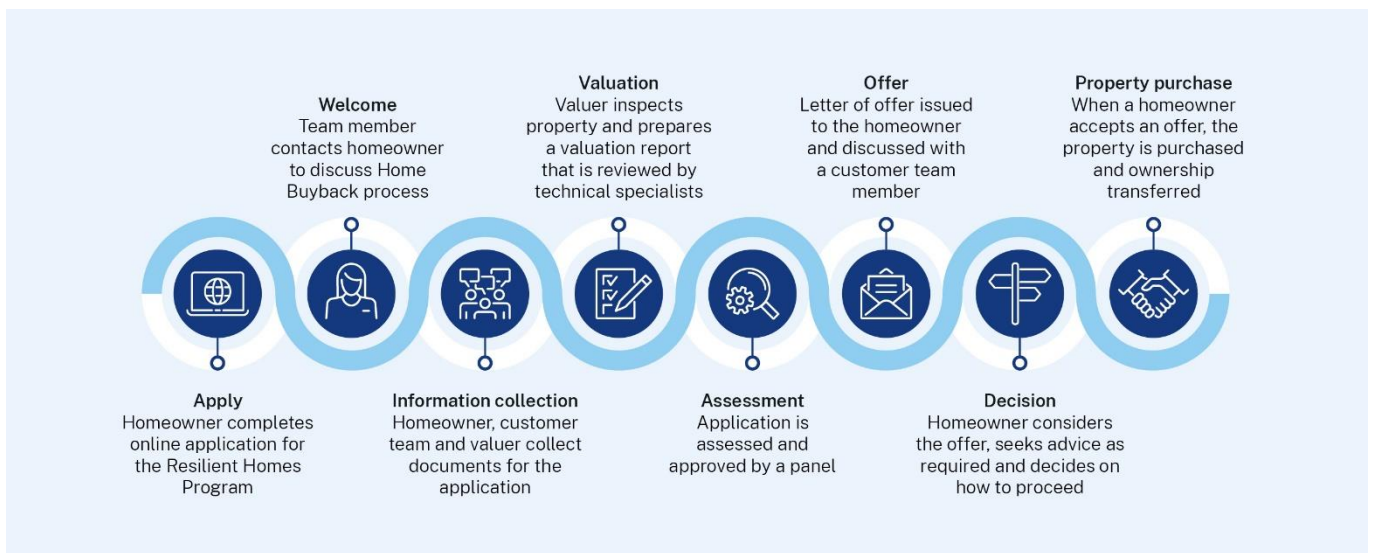 Apply
Homeowner completes
online application for
the Resilient Homes
Program
Welcome
Team member
contacts homeowner
to discuss Home
Buyback process
Information collection
Homeowner, customer
team and valuer collect
documents for the
application
Valuation
Valuer inspects
property and prepares
a valuation report
that is reviewed by
technical specialists
Assessment
Application is
assessed and
approved by a panel
Offer
Letter of offer issued
to the homeowner
and discussed with
a customer team
member
Decision
Homeowner considers
the offer, seeks advice as
required and decides on
how to proceed
Property purchase
When a homeowner
accepts an offer, the
property is purchased
and ownership
transferred